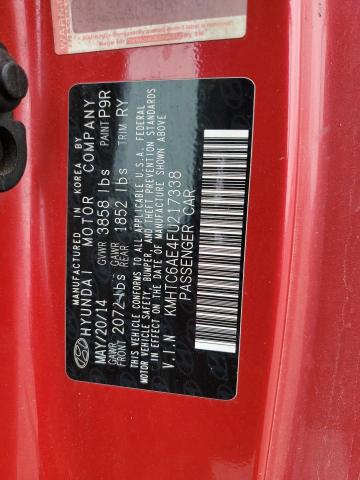 MANUFACTURED IN KOREA BY
HYUNDAI MOTOR COMPANY
MAY/20/14 GVWR 3858 lbs PAINT P9R
GAWR FRONT 2072 lbs GAWR REAR 1852 lbs TRIM RY
THIS VEHICLE CONFORMS TO ALL APPLICABLE U.S.A. FEDERAL
MOTOR VEHICLE SAFETY, BUMPER, AND THEFT PREVENTION
STANDARDS IN EFFECT ON THE DATE OF MANUFACTURE SHOWN ABOVE
V.I.N KMHTC6AE4FU217338
PASSENGER CAR